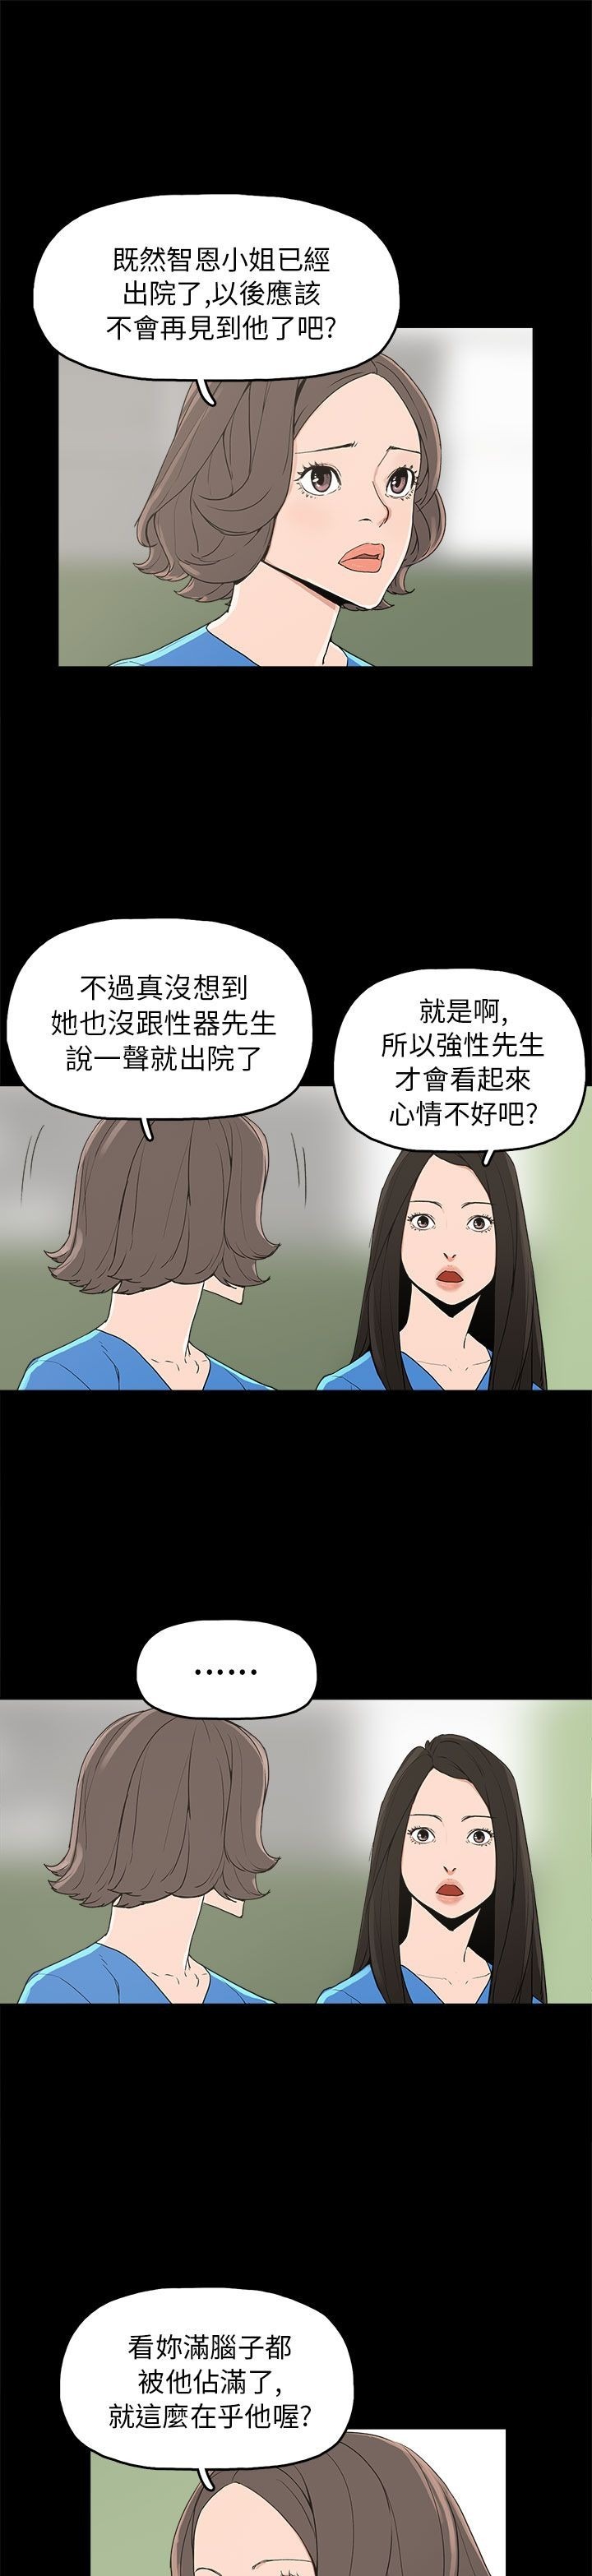 既然智恩小姐已經
出院了,以後應該
不會再見到他了吧?
不過真沒想到
她也沒跟性器先生
說一聲就出院了
就是啊,
所以強性先生
才會看起來
心情不好吧?
......
看妳滿腦子都
被他佔滿了,
就這麼在乎他喔?